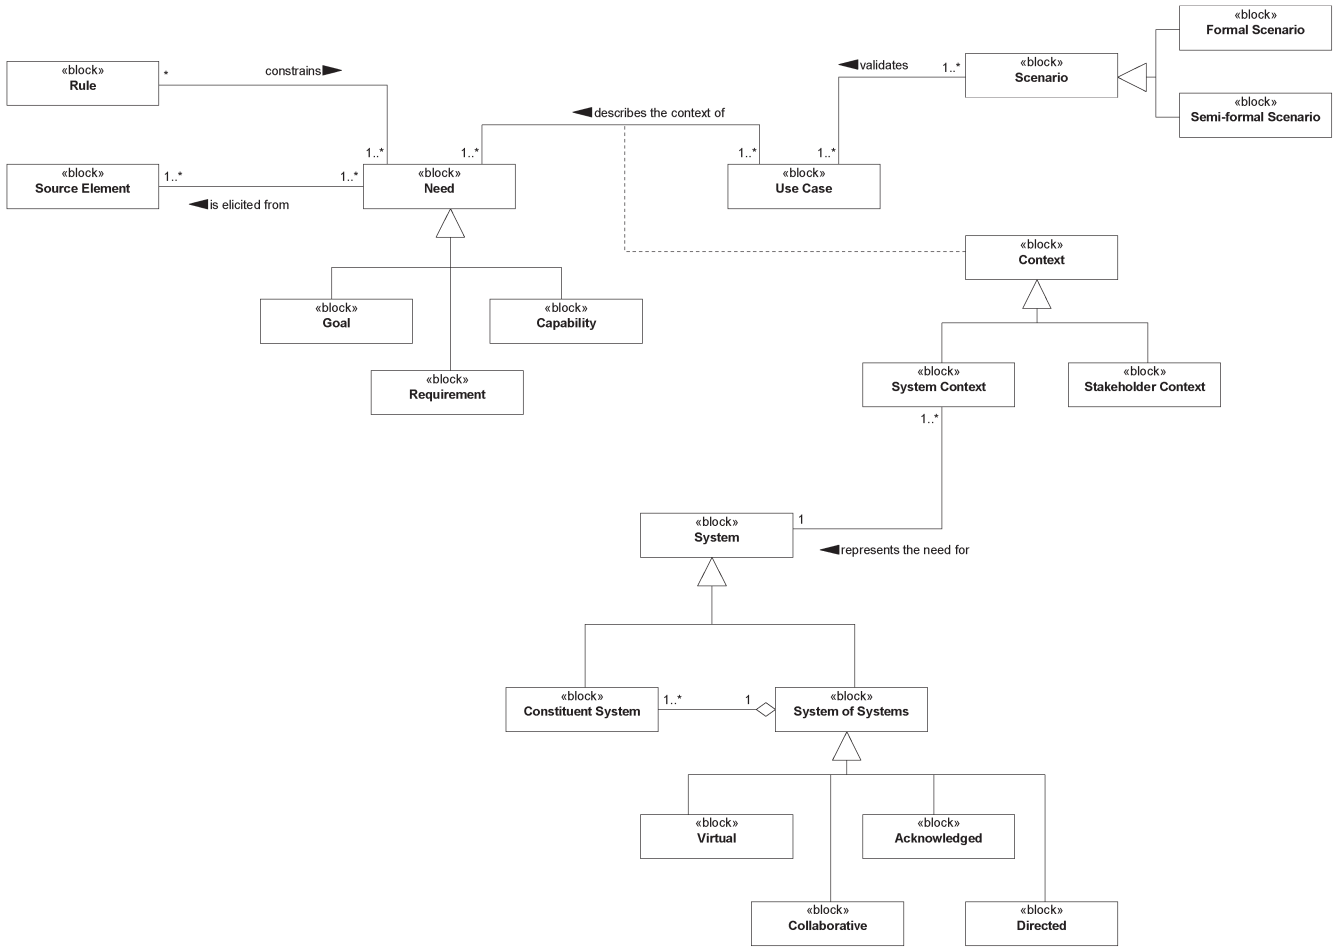 «block»
Formal Scenario
«block»
Rule
*
constrains
validates
1..*
«block»
Scenario
«block»
Semi-formal Scenario
describes the context of
1..*
1..*
1..*
1..*
«block»
Source Element
1..*
1..*
is elicited from
«block»
Need
«block»
Use Case
«block»
Context
«block»
Goal
«block»
Capability
«block»
Requirement
«block»
System Context
«block»
Stakeholder Context
1..*
«block»
System
1
represents the need for
«block»
Constituent System
1..*
1
«block»
System of Systems
«block»
Virtual
«block»
Acknowledged
«block»
Collaborative
«block»
Directed